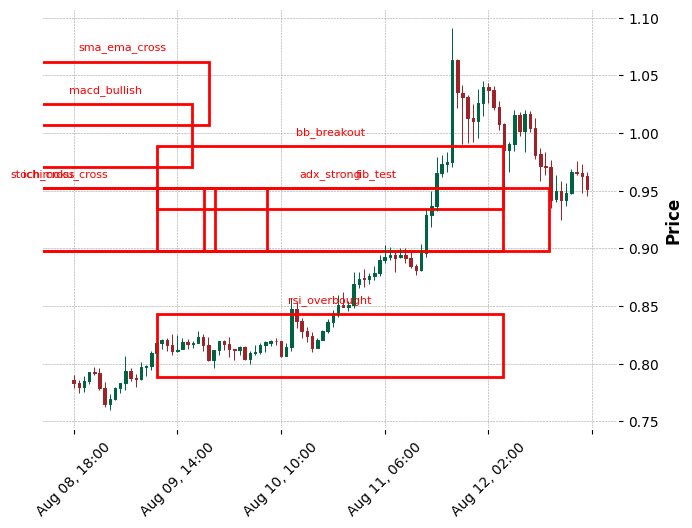 sma_ema_cross
macd_bullish
bb_breakout
adx_strong
fib_test
rsi_overbought
1.10
1.05
1.00
0.95
0.90
0.85
0.80
0.75
Price
Aug 08, 18:00
Aug 09, 14:00
Aug 10, 10:00
Aug 11, 06:00
Aug 12, 02:00